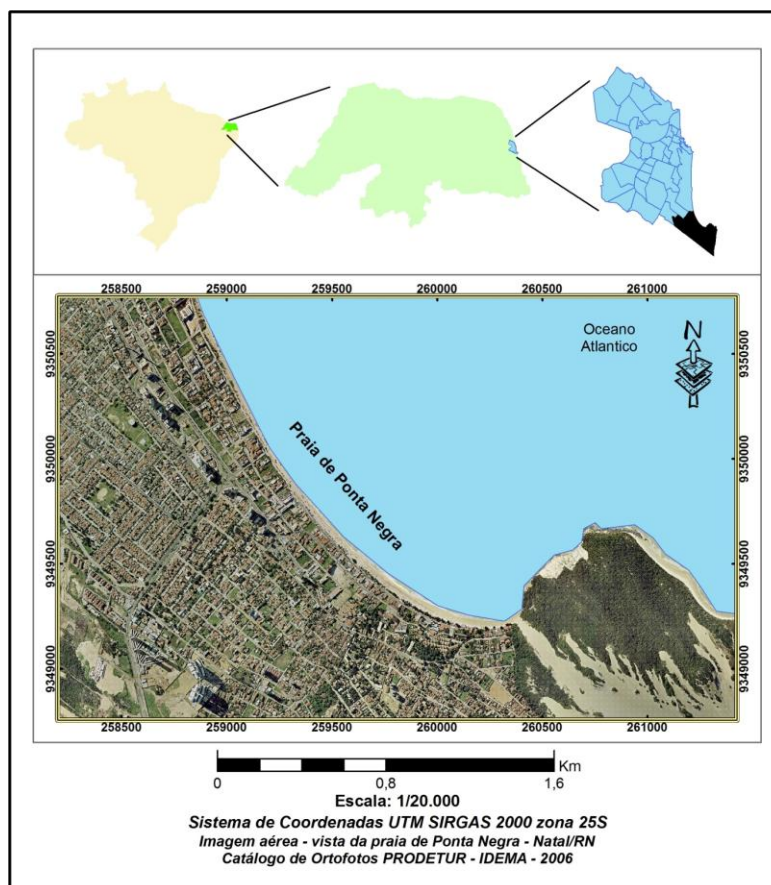 258500 259000 259500 260000 260500 261000
9350500
9350000
9349500
9349000
Oceano
Atlantico
N
Praia de Ponta Negra
9350500
9350000
9349500
9349000
258500 259000 259500 260000 260500 261000
0 0,8 1,6 Km
Escala: 1/20.000
Sistema de Coordenadas UTM SIRGAS 2000 zona 25S
Imagem aérea - vista da praia de Ponta Negra - Natal/RN
Catálogo de Ortofotos PRODETUR - IDEMA - 2006